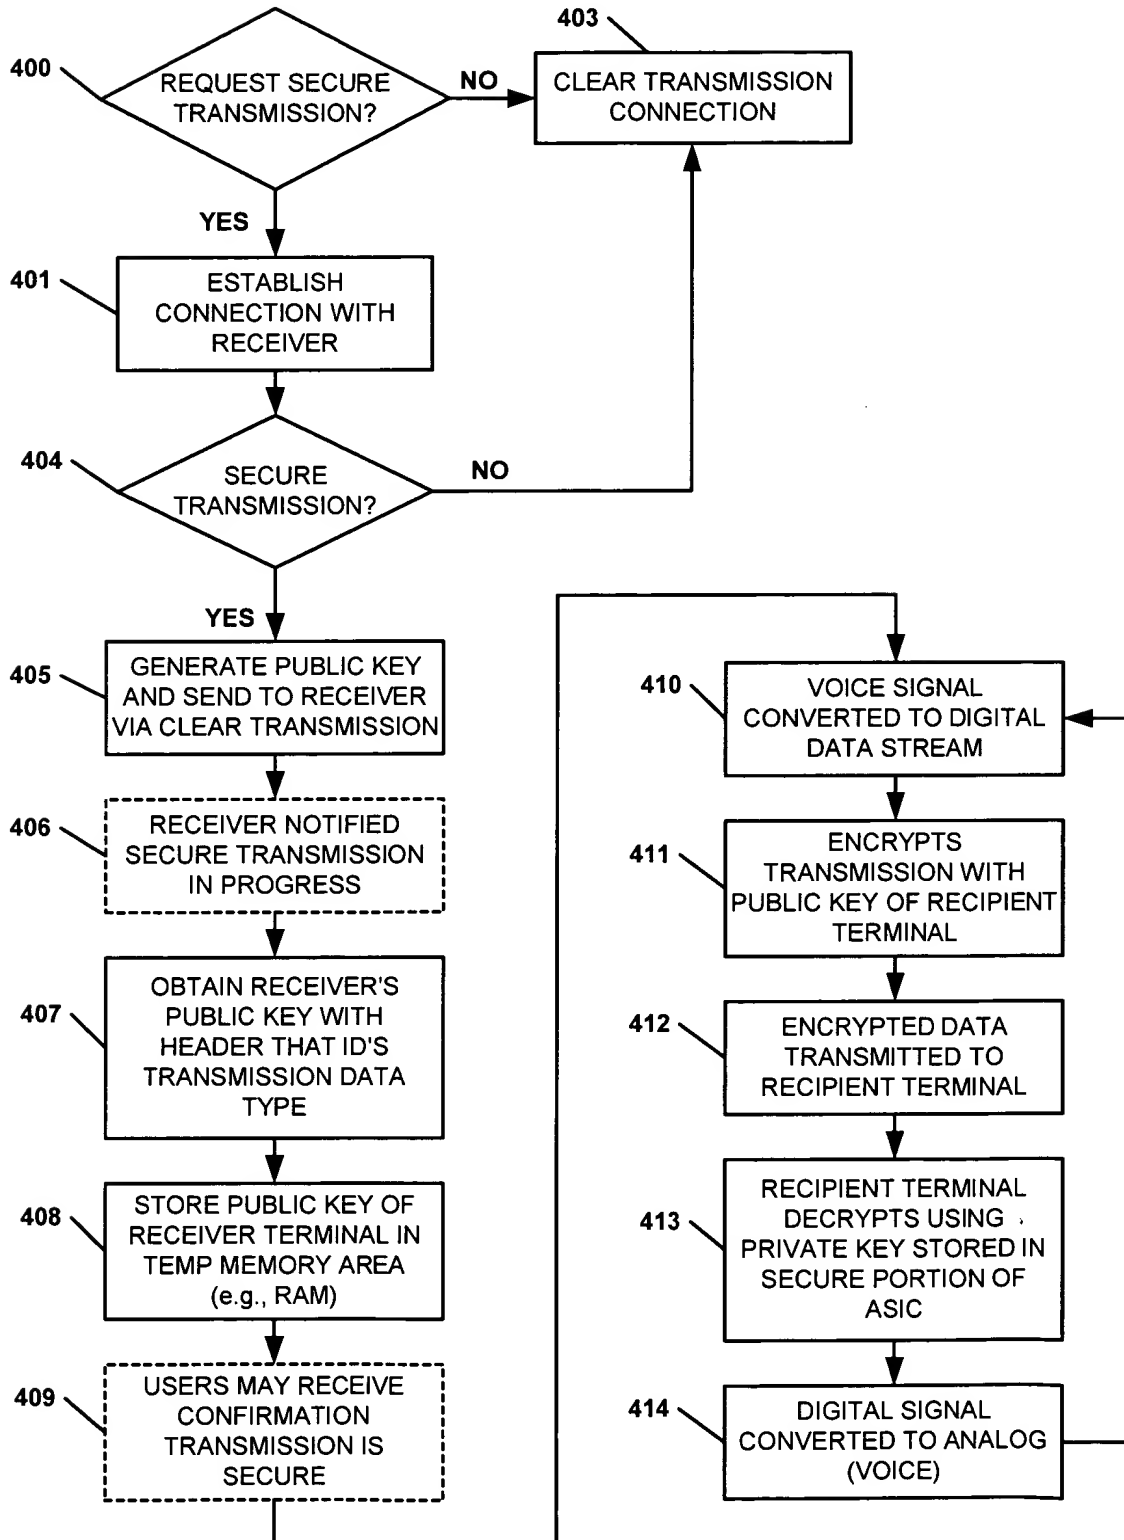 400
REQUEST SECURE
TRANSMISSION?
NO
403
CLEAR TRANSMISSION
CONNECTION
YES
401
ESTABLISH
CONNECTION WITH
RECEIVER
404
SECURE
TRANSMISSION?
NO
YES
405
GENERATE PUBLIC KEY
AND SEND TO RECEIVER
VIA CLEAR TRANSMISSION
406
RECEIVER NOTIFIED
SECURE TRANSMISSION
IN PROGRESS
407
OBTAIN RECEIVER'S
PUBLIC KEY WITH
HEADER THAT ID'S
TRANSMISSION DATA
TYPE
408
STORE PUBLIC KEY OF
RECEIVER TERMINAL IN
TEMP MEMORY AREA
(e.g., RAM)
409
USERS MAY RECEIVE
CONFIRMATION
TRANSMISSION IS
SECURE
410
VOICE SIGNAL
CONVERTED TO DIGITAL
DATA STREAM
411
ENCRYPTS
TRANSMISSION WITH
PUBLIC KEY OF RECIPIENT
TERMINAL
412
ENCRYPTED DATA
TRANSMITTED TO
RECIPIENT TERMINAL
413
RECIPIENT TERMINAL
DECRYPTS USING
PRIVATE KEY STORED IN
SECURE PORTION OF
ASIC
414
DIGITAL SIGNAL
CONVERTED TO ANALOG
(VOICE)